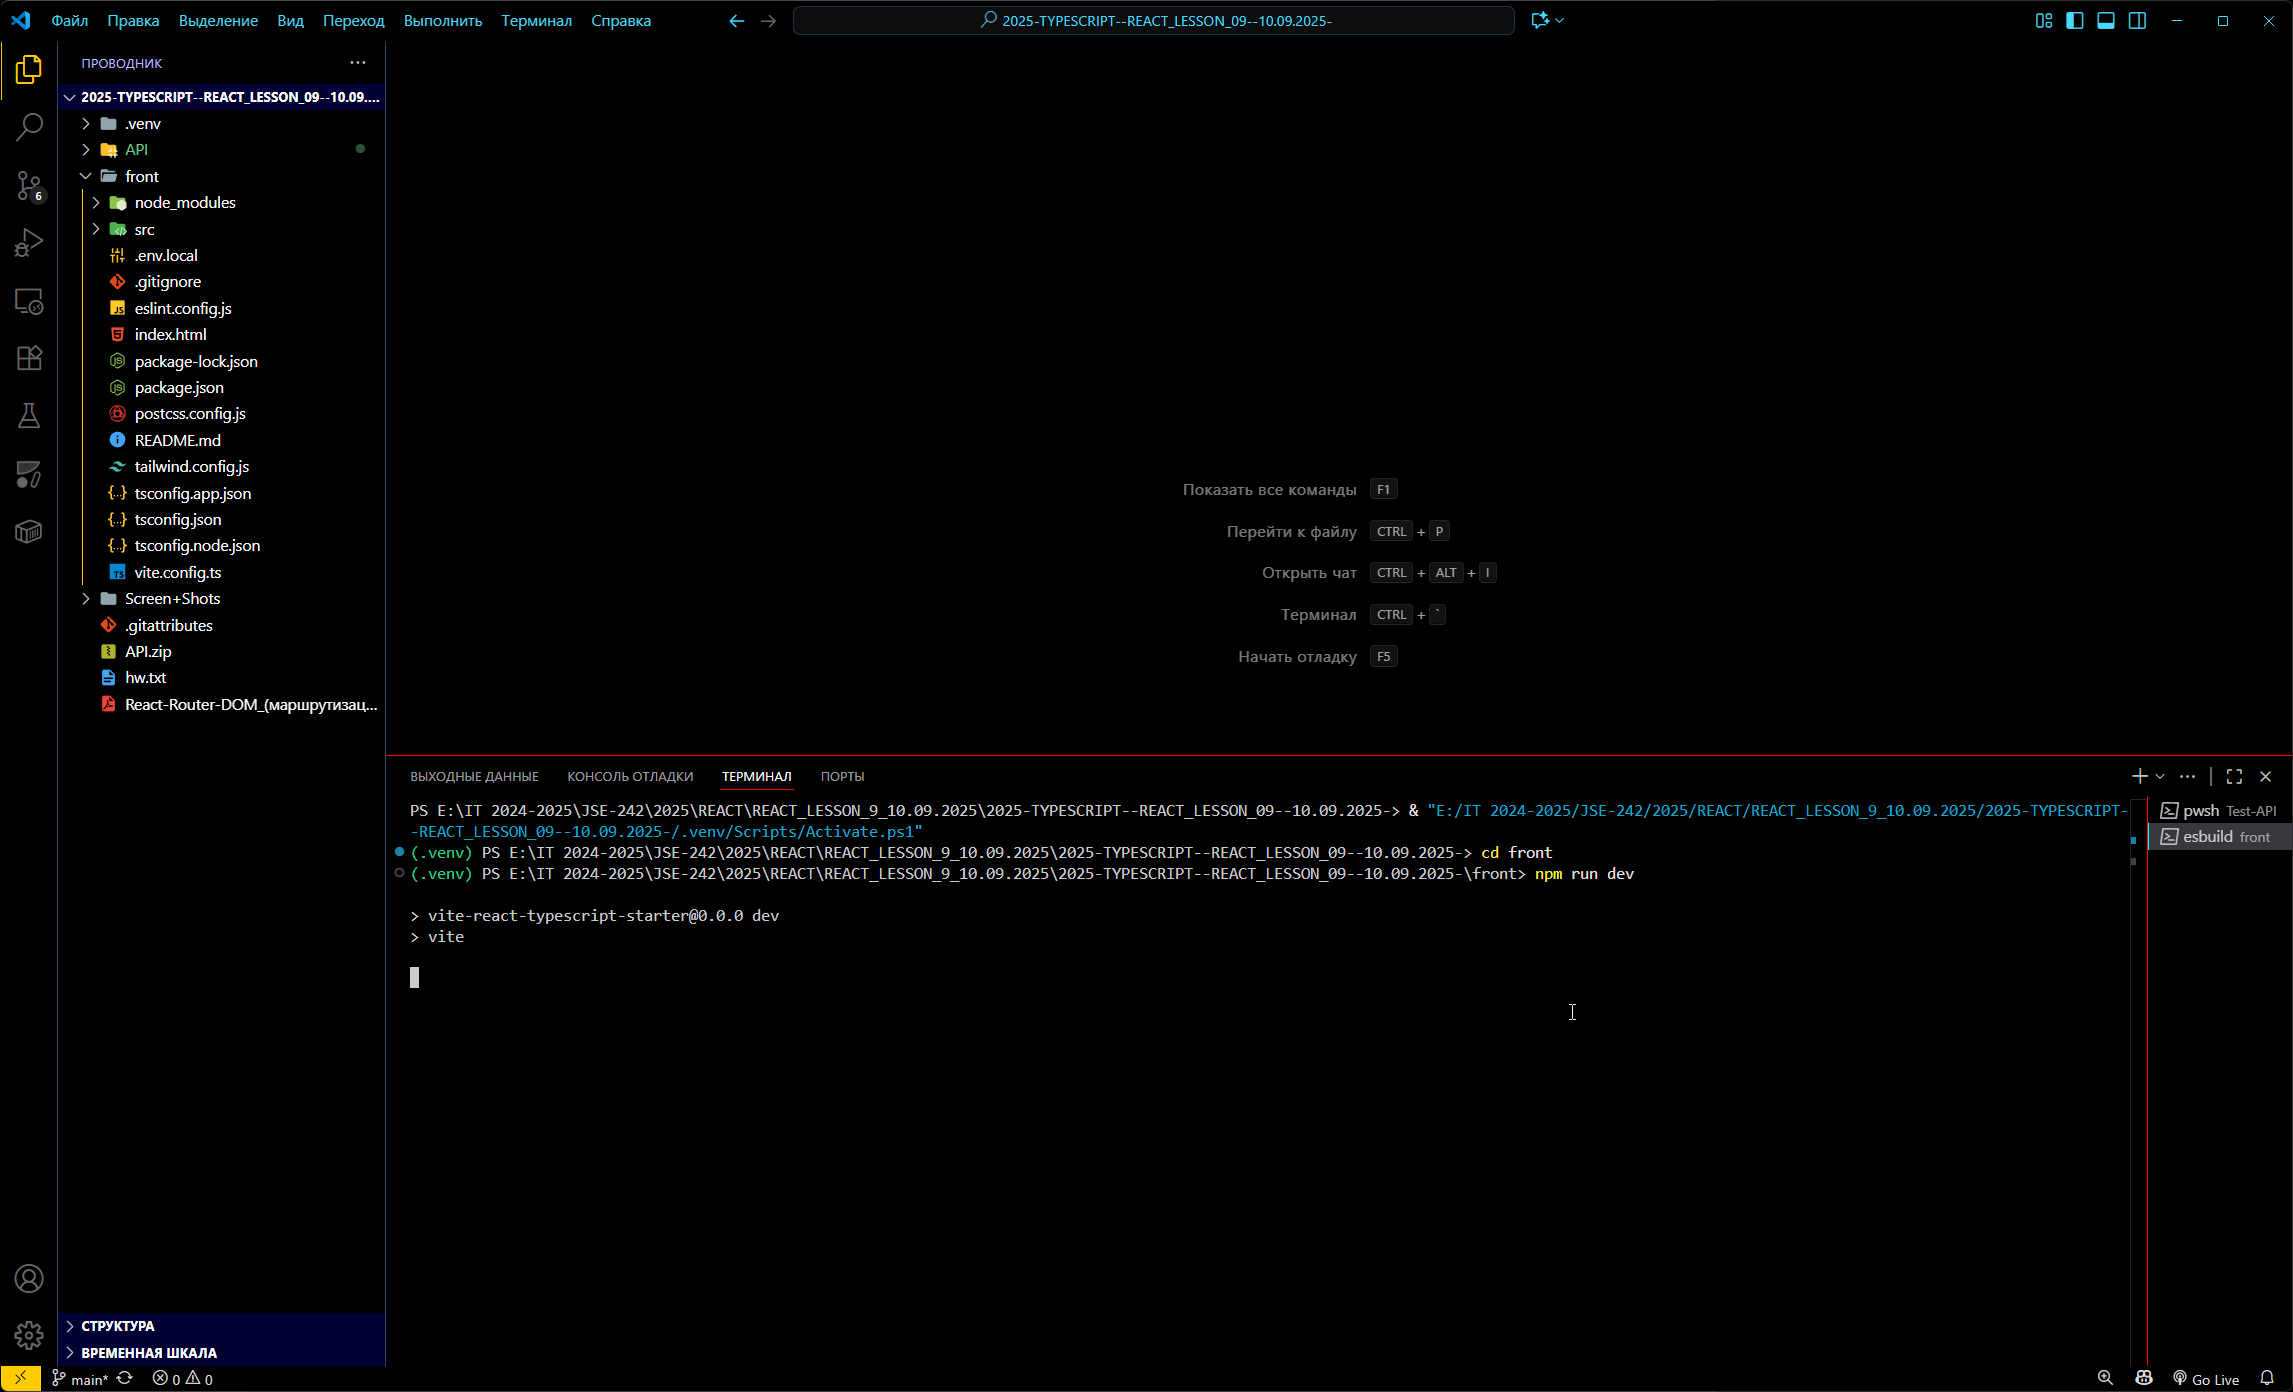 Файл Правка Выделение Вид Переход Выполнить Терминал Справка
2025-TYPESCRIPT--REACT_LESSON_09--10.09.2025-
ПРОВОДНИК
2025-TYPESCRIPT--REACT_LESSON_09--10.09....
.venv
API
front
node_modules
src
.env.local
.gitignore
eslint.config.js
index.html
package-lock.json
package.json
postcss.config.js
README.md
tailwind.config.js
tsconfig.app.json
tsconfig.json
tsconfig.node.json
vite.config.ts
Screen+Shots
.gitattributes
API.zip
hw.txt
React-Router-DOM_(маршрутизац...
6
Показать все команды F1
Перейти к файлу CTRL + P
Открыть чат CTRL + ALT + I
Терминал CTRL + `
Начать отладку F5
ВЫХОДНЫЕ ДАННЫЕ КОНСОЛЬ ОТЛАДКИ ТЕРМИНАЛ ПОРТЫ
PS E:\IT 2024-2025\JSE-242\2025\REACT\REACT_LESSON_9_10.09.2025\2025-TYPESCRIPT--REACT_LESSON_09--10.09.2025-> & "E:/IT 2024-2025/JSE-242/2025/REACT/REACT_LESSON_9_10.09.2025/2025-TYPESCRIPT-
-REACT_LESSON_09--10.09.2025-/.venv/Scripts/Activate.ps1"
(.venv) PS E:\IT 2024-2025\JSE-242\2025\REACT\REACT_LESSON_9_10.09.2025\2025-TYPESCRIPT--REACT_LESSON_09--10.09.2025-> cd front
(.venv) PS E:\IT 2024-2025\JSE-242\2025\REACT\REACT_LESSON_9_10.09.2025\2025-TYPESCRIPT--REACT_LESSON_09--10.09.2025-\front> npm run dev
> vite-react-typescript-starter@0.0.0 dev
> vite
pwsh Test-API
esbuild front
СТРУКТУРА
ВРЕМЕННАЯ ШКАЛА
main* 0 0
Go Live